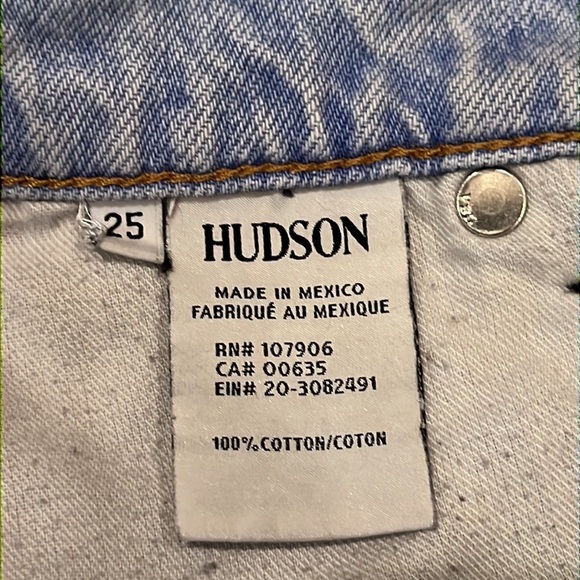 25
HUDSON
MADE IN MEXICO
FABRIQUÉ AU MEXIQUE
RN# 107906
CA# 00635
EIN# 20-3082491
100% COTTON/COTON